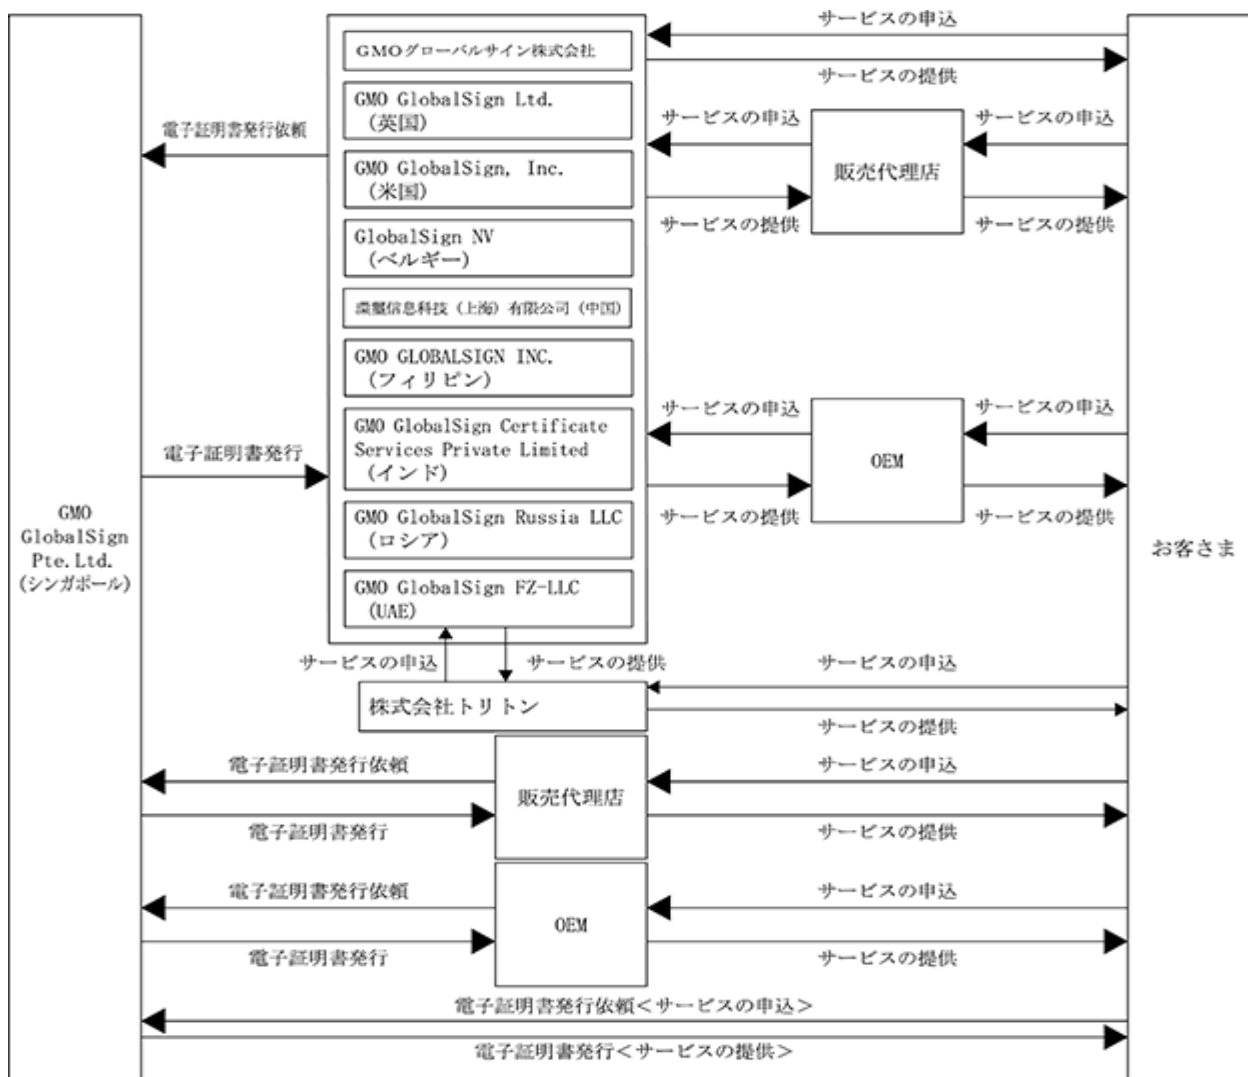 サービスの申込
GMOグローバルサイン株式会社
サービスの提供
GMO GlobalSign Ltd.
(英国)
電子証明書発行依頼
サービスの申込
サービスの申込
GMO GlobalSign, Inc.
(米国)
販売代理店
サービスの提供
サービスの提供
GlobalSign NV
(ベルギー)
環璽信息科技(上海)有限公司(中国)
GMO GLOBALSIGN INC.
(フィリピン)
サービスの申込
サービスの申込
GMO GlobalSign Certificate
Services Private Limited
(インド)
電子証明書発行
OEM
サービスの提供
サービスの提供
GMO
GlobalSign
Pte.Ltd.
(シンガポール)
GMO GlobalSign Russia LLC
(ロシア)
お客さま
GMO GlobalSign FZ-LLC
(UAE)
サービスの申込
サービスの提供
サービスの申込
株式会社トリトン
サービスの提供
電子証明書発行依頼
サービスの申込
販売代理店
電子証明書発行
サービスの提供
電子証明書発行依頼
サービスの申込
OEM
電子証明書発行
サービスの提供
電子証明書発行依頼<サービスの申込>
電子証明書発行<サービスの提供>